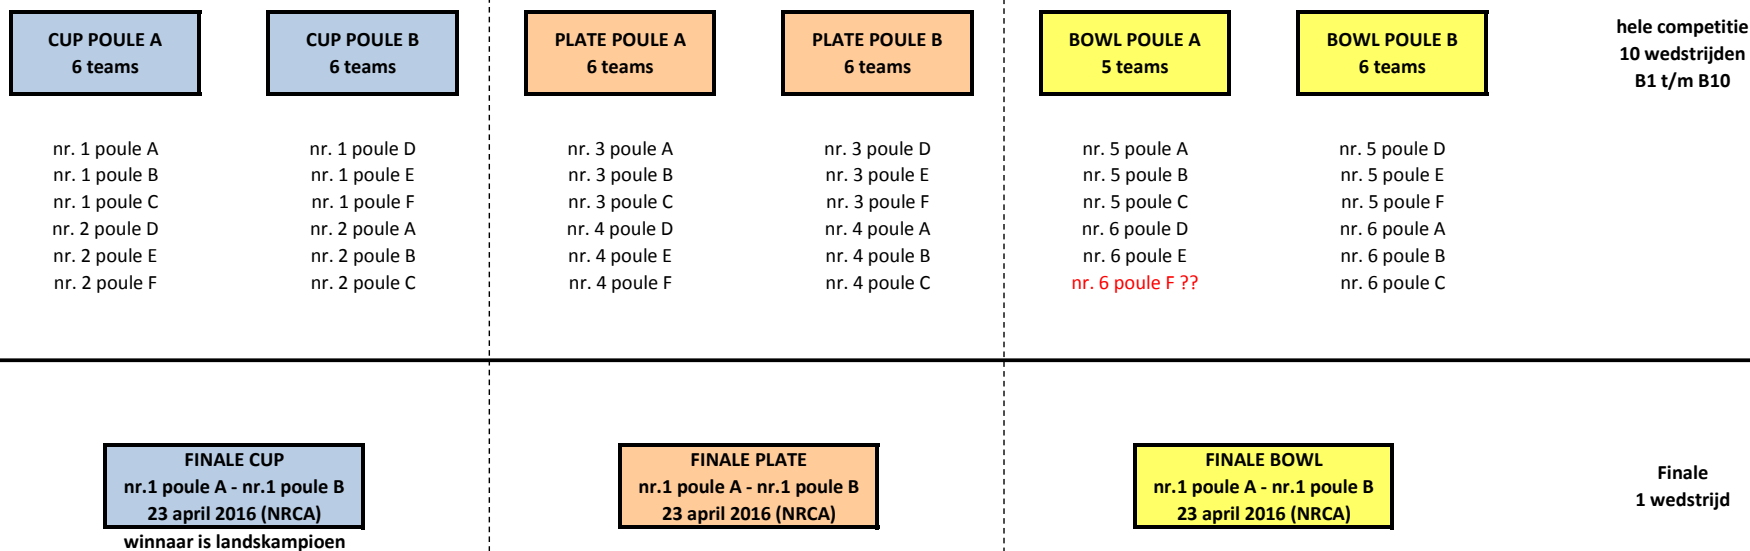 CUP POULE A
6 teams
CUP POULE B
6 teams
PLATE POULE A
6 teams
PLATE POULE B
6 teams
BOWL POULE A
5 teams
BOWL POULE B
6 teams
hele competitie
10 wedstrijden
B1 t/m B10
nr. 1 poule A
nr. 1 poule B
nr. 1 poule C
nr. 2 poule D
nr. 2 poule E
nr. 2 poule F
nr. 1 poule D
nr. 1 poule E
nr. 1 poule F
nr. 2 poule A
nr. 2 poule B
nr. 2 poule C
nr. 3 poule A
nr. 3 poule B
nr. 3 poule C
nr. 4 poule D
nr. 4 poule E
nr. 4 poule F
nr. 3 poule D
nr. 3 poule E
nr. 3 poule F
nr. 4 poule A
nr. 4 poule B
nr. 4 poule C
nr. 5 poule A
nr. 5 poule B
nr. 5 poule C
nr. 6 poule D
nr. 6 poule E
nr. 6 poule F ??
nr. 5 poule D
nr. 5 poule E
nr. 5 poule F
nr. 6 poule A
nr. 6 poule B
nr. 6 poule C
FINALE CUP
nr.1 poule A - nr.1 poule B
23 april 2016 (NRCA)
winnaar is landskampioen
FINALE PLATE
nr.1 poule A - nr.1 poule B
23 april 2016 (NRCA)
FINALE BOWL
nr.1 poule A - nr.1 poule B
23 april 2016 (NRCA)
Finale
1 wedstrijd